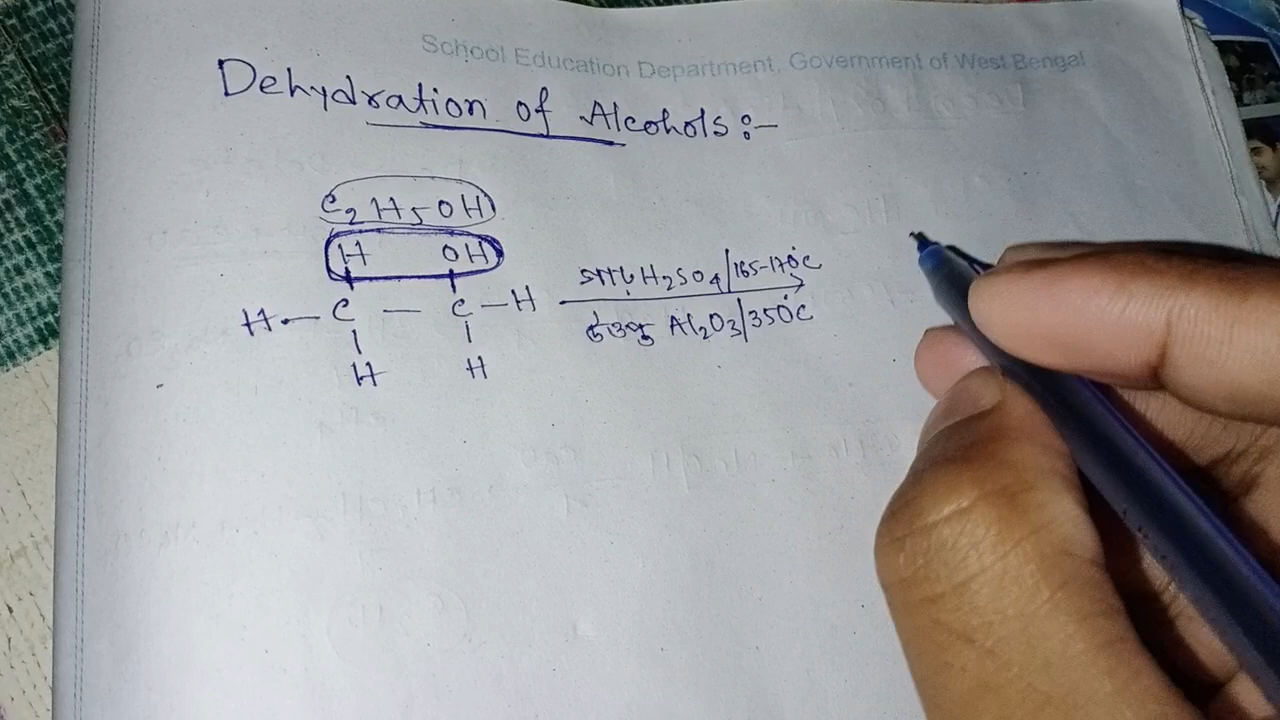 School Education Department, Government of West Bengal
Dehydration of Alcohols :-
C2H5OH
H OH
গাঢ় H2SO4/165-170°C
H - C - C - H
উত্তপ্ত Al2O3/350°C
H H